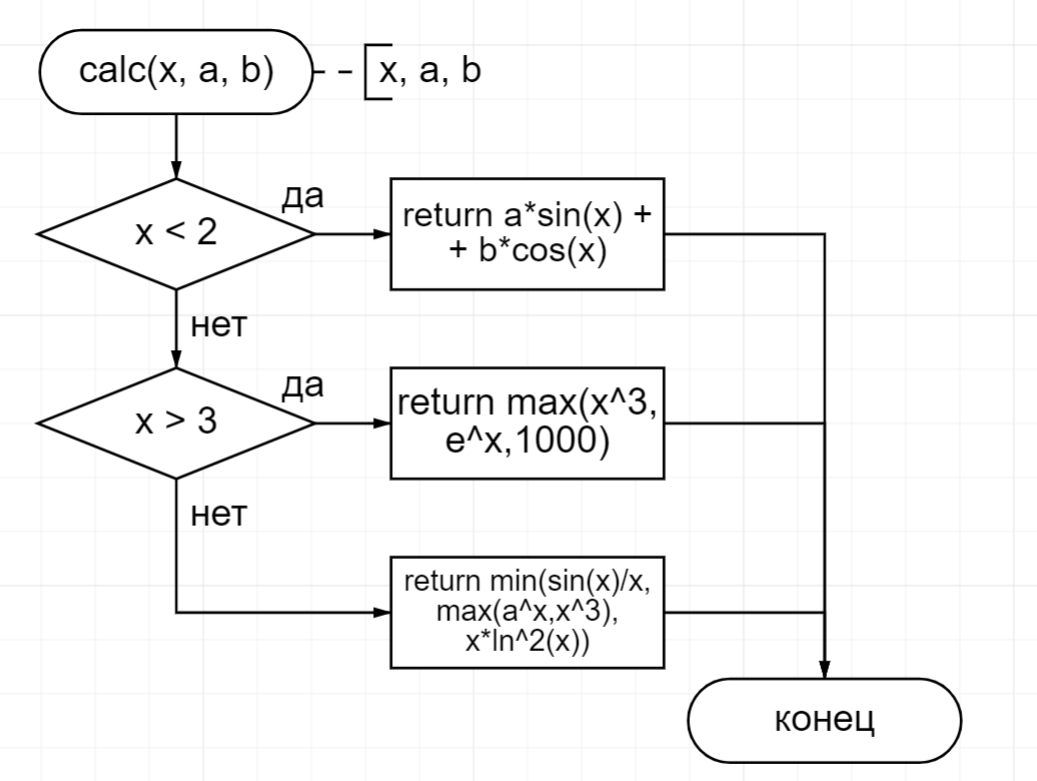 calc(x, a, b)
x, a, b
x < 2
да
return a*sin(x) +
+ b*cos(x)
нет
x > 3
да
return max(x^3,
e^x,1000)
нет
return min(sin(x)/x,
max(a^x,x^3),
x*ln^2(x))
конец